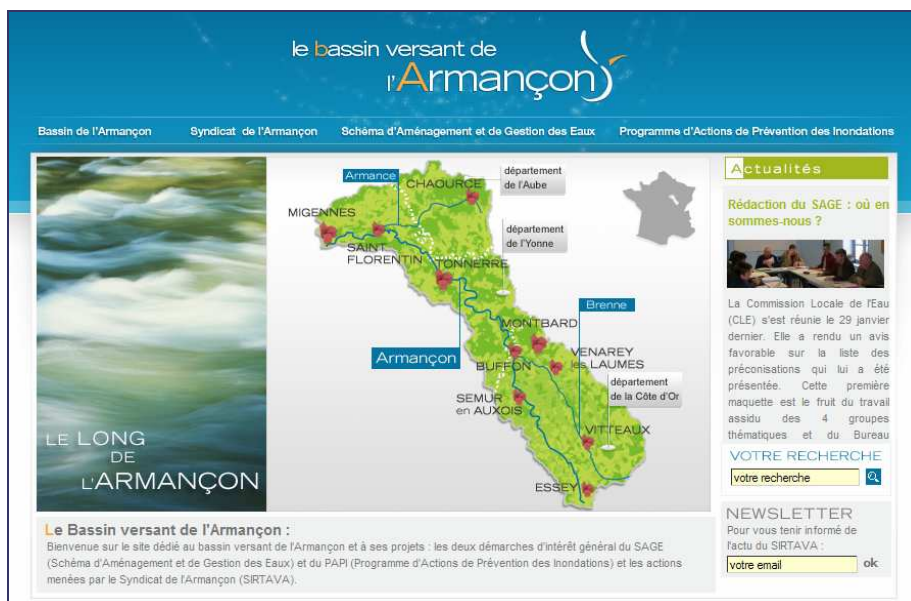 le bassin versant de
l'Armançon
Bassin de l'Armançon
Syndicat de l'Armançon
Schéma d'Aménagement et de Gestion des Eaux
Programme d'Actions de Prévention des Inondations
LE LONG
DE
L'ARMANÇON
Armance
CHAOURCE
département
de l'Aube
MIGENNES
SAINT
FLORENTIN
département
de l'Yonne
TONNERRE
Brenne
MONTBARD
Armançon
BUFFON
VENAREY
les LAUMES
département
de la Côte d'Or
SEMUR
en AUXOIS
VITTEAUX
ESSEY
Actualités
Rédaction du SAGE : où en
sommes-nous ?
La Commission Locale de l'Eau
(CLE) s'est réunie le 29 janvier
dernier. Elle a rendu un avis
favorable sur la liste des
préconisations qui lui a été
présentée. Cette première
maquette est le fruit du travail
assidu des 4 groupes
thématiques et du Bureau
VOTRE RECHERCHE
votre recherche
NEWSLETTER
Pour vous tenir informé de
l'actu du SIRTAVA :
votre email
ok
Le Bassin versant de l'Armançon :
Bienvenue sur le site dédié au bassin versant de l'Armançon et à ses projets : les deux démarches d'intérêt général du SAGE
(Schéma d'Aménagement et de Gestion des Eaux) et du PAPI (Programme d'Actions de Prévention des Inondations) et les actions
menées par le Syndicat de l'Armançon (SIRTAVA).